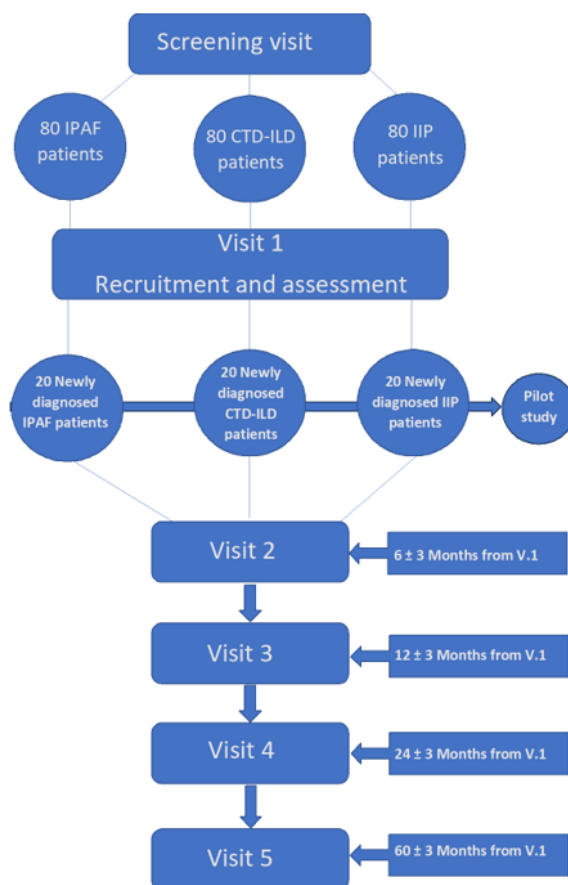 Screening visit
80 IPAF
patients
80 CTD-ILD
patients
80 IIP
patients
Visit 1
Recruitment and assessment
20 Newly
diagnosed
IPAF patients
20 Newly
diagnosed
CTD-ILD
patients
20 Newly
diagnosed IIP
patients
Pilot
study
Visit 2
6 ± 3 Months from V.1
Visit 3
12 ± 3 Months from V.1
Visit 4
24 ± 3 Months from V.1
Visit 5
60 ± 3 Months from V.1